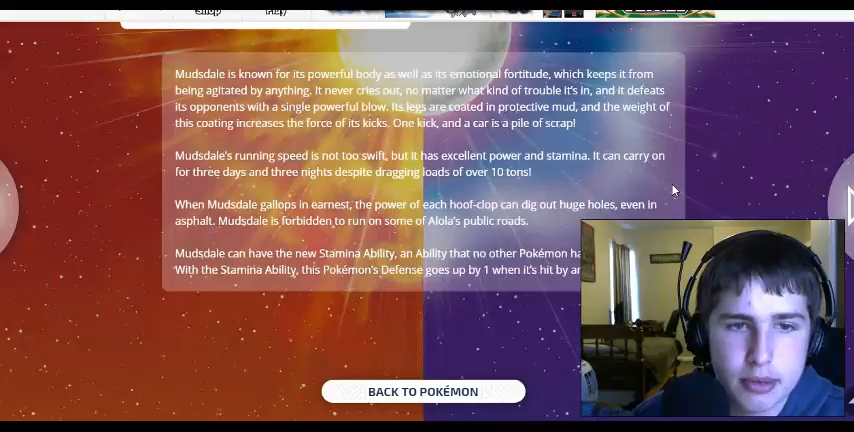 Shop Play
Mudsdale is known for its powerful body as well as its emotional fortitude, which keeps it from
being agitated by anything. It never cries out, no matter what kind of trouble it's in, and it defeats
its opponents with a single powerful blow. Its legs are coated in protective mud, and the weight of
this coating increases the force of its kicks. One kick, and a car is a pile of scrap!
Mudsdale's running speed is not too swift, but it has excellent power and stamina. It can carry on
for three days and three nights despite dragging loads of over 10 tons!
When Mudsdale gallops in earnest, the power of each hoof-clop can dig out huge holes, even in
asphalt. Mudsdale is forbidden to run on some of Alola's public roads.
Mudsdale can have the new Stamina Ability, an Ability that no other Pokémon ha
With the Stamina Ability, this Pokémon's Defense goes up by 1 when it's hit by an
BACK TO POKÉMON